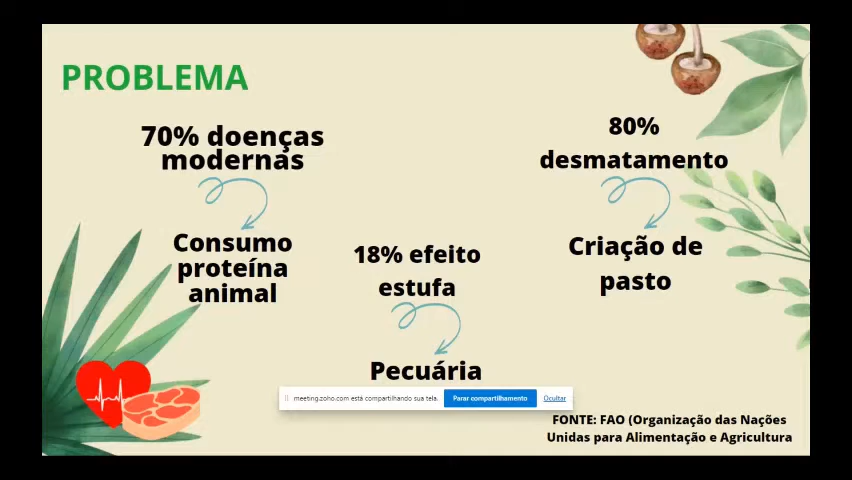 PROBLEMA
70% doenças
modernas
Consumo
proteína
animal
18% efeito
estufa
Pecuária
80%
desmatamento
Criação de
pasto
meeting.zoho.com está compartilhando sua tela.
Parar compartilhamento
Ocultar
FONTE: FAO (Organização das Nações
Unidas para Alimentação e Agricultura